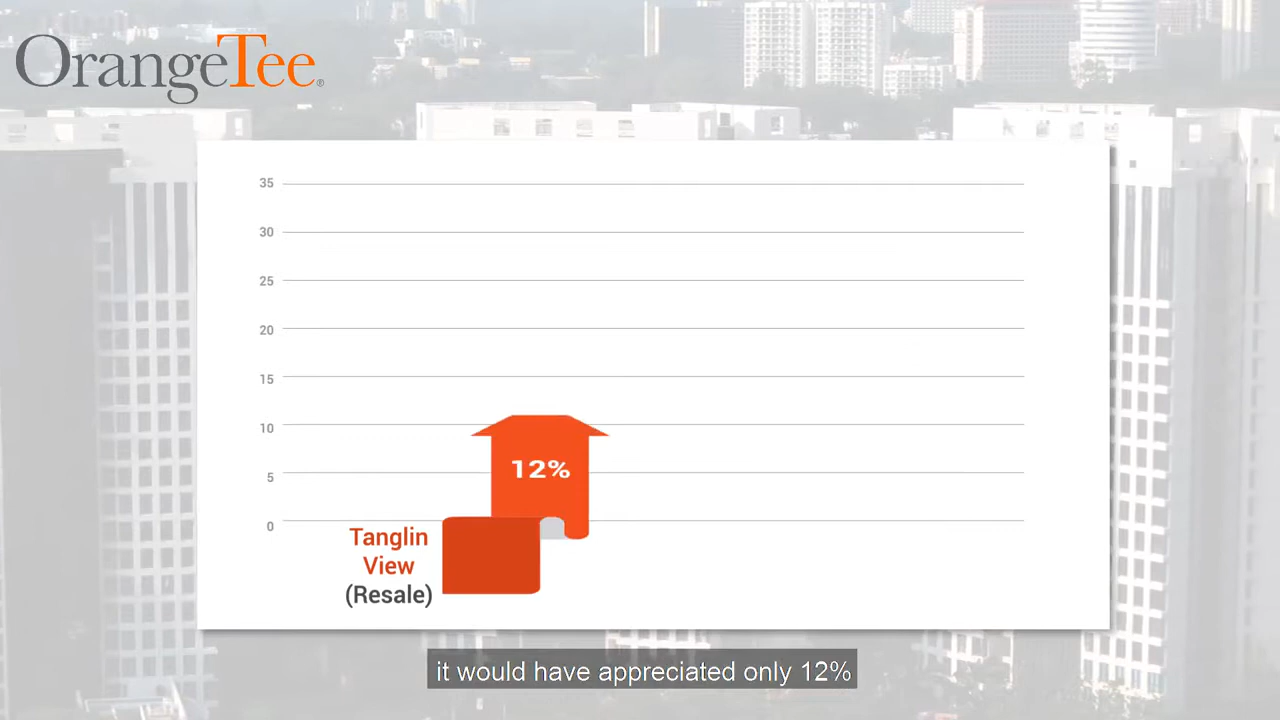 OrangeTee®
35
30
25
20
15
10
5
0
12%
Tanglin
View
(Resale)
it would have appreciated only 12%